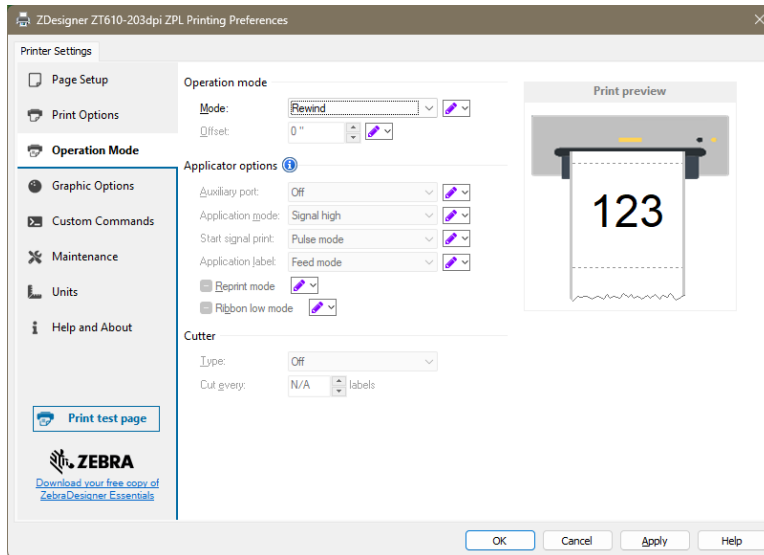 ZDesigner ZT610-203dpi ZPL Printing Preferences
Printer Settings
Page Setup
Print Options
Operation Mode
Graphic Options
Custom Commands
Maintenance
Units
Help and About
Print test page
ZEBRA
Download your free copy of
ZebraDesigner Essentials
Operation mode
Mode: Rewind
Offset: 0 "
Applicator options
Auxiliary port: Off
Application mode: Signal high
Start signal print: Pulse mode
Application label: Feed mode
Reprint mode
Ribbon low mode
Cutter
Type: Off
Cut every: N/A labels
Print preview
123
OK Cancel Apply Help